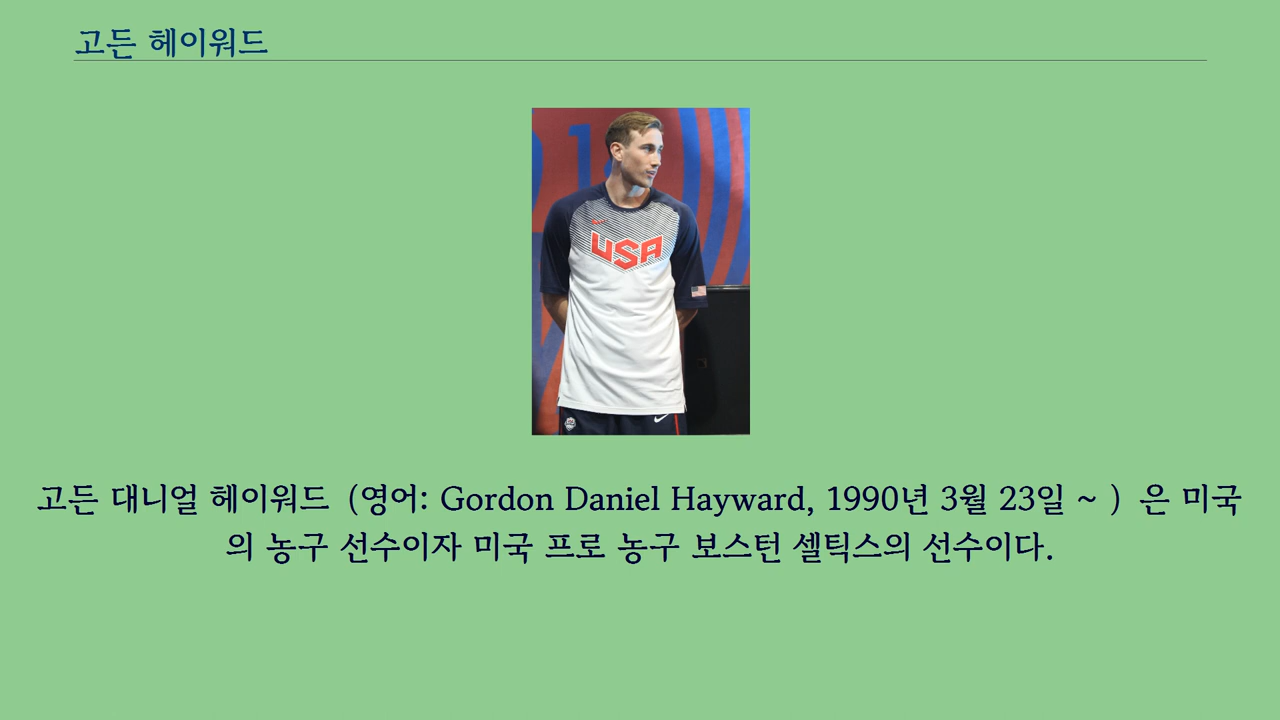 고든 헤이워드
USA
고든 대니얼 헤이워드 (영어: Gordon Daniel Hayward, 1990년 3월 23일 ~ ) 은 미국
의 농구 선수이자 미국 프로 농구 보스턴 셀틱스의 선수이다.